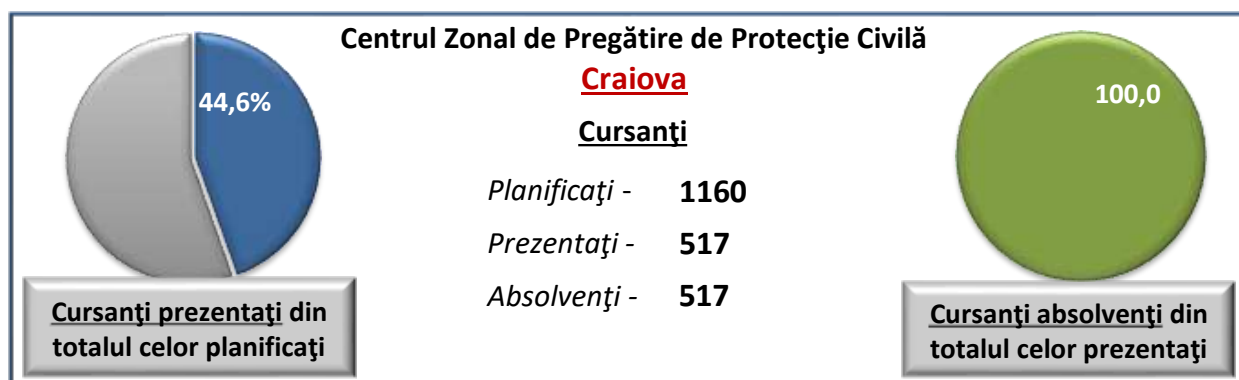 Centrul Zonal de Pregătire de Protecţie Civilă
Craiova
44,6%
Cursanţi
Planificaţi - 1160
Prezentaţi - 517
Absolvenţi - 517
Cursanţi prezentaţi din
totalul celor planificaţi
100,0
Cursanţi absolvenţi din
totalul celor prezentaţi